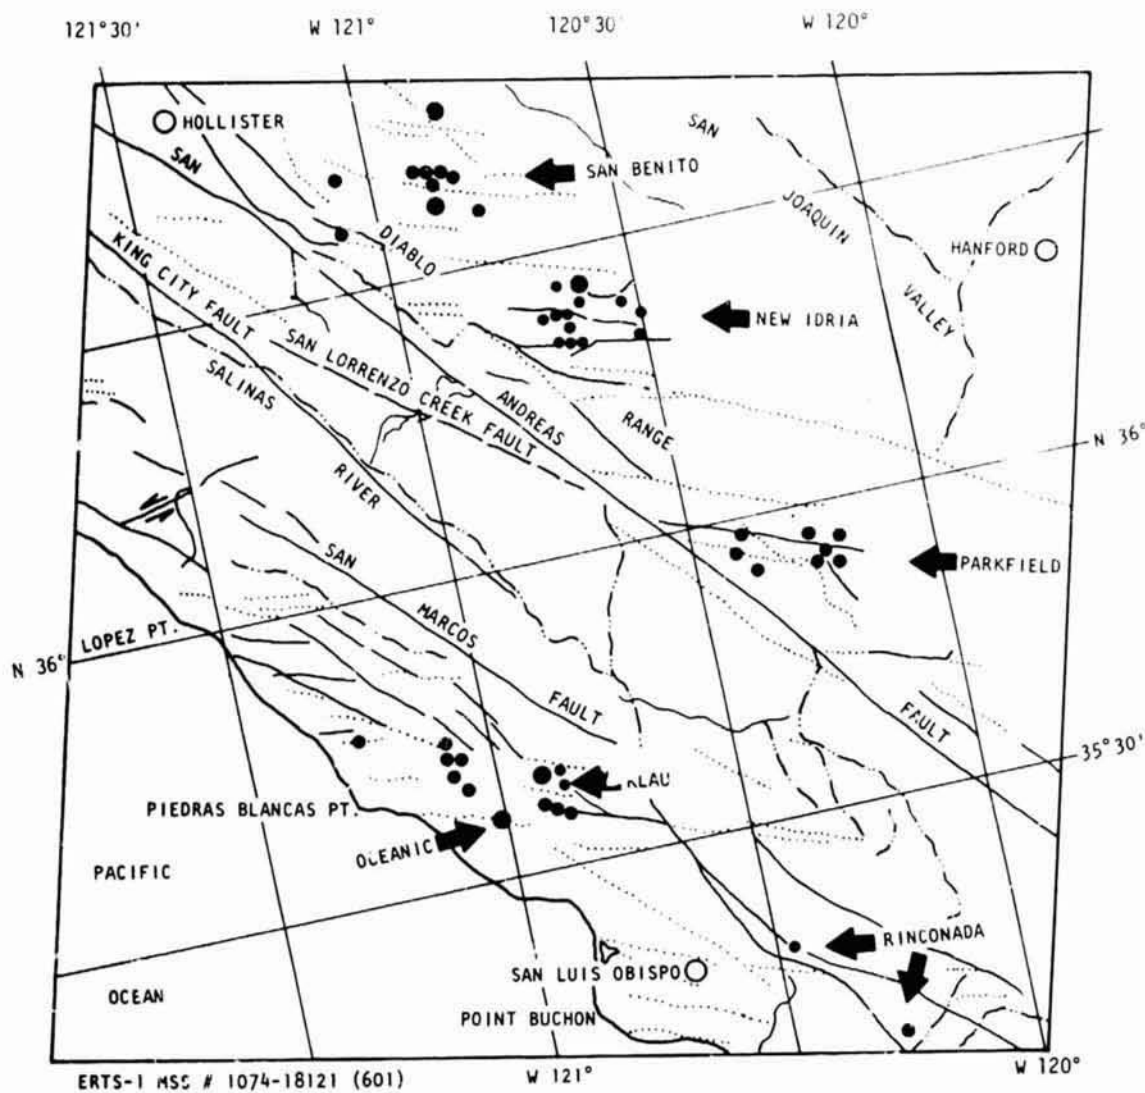 121°30'
W 121°
120°30'
W 120°
HOLLISTER
SAN
SAN
SAN BENITO
JOAQUIN
DIABLO
KING CITY FAULT
HANFORD
VALLEY
NEW IDRIA
SAN LORRENZO CREEK FAULT
SALINAS
ANDREAS
RANGE
N 36°
RIVER
SAN
PARKFIELD
MARCOS
LOPEZ PT.
N 36°
FAULT
FAULT
35°30'
PIEDRAS BLANCAS PT.
OCEANIC
PACIFIC
RINCONADA
SAN LUIS OBISPO
OCEAN
POINT BUCHON
ERTS-1 MSS # 1074-18121 (601)
W 121°
W 120°